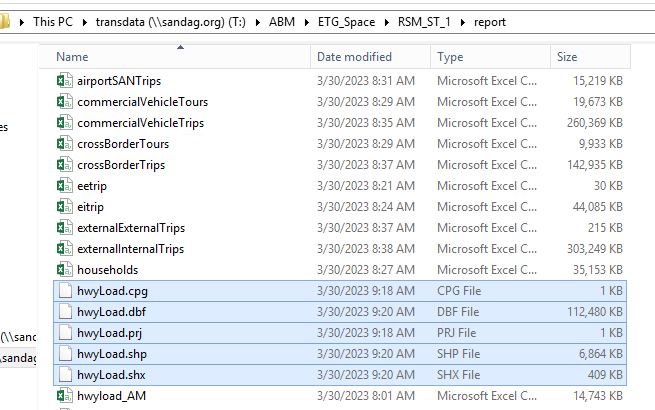 This PC › transdata (\\sandag.org) (T:) › ABM › ETG_Space › RSM_ST_1 › report
Name Date modified Type Size
airportSANTrips 3/30/2023 8:31 AM Microsoft Excel C... 15,219 KB
commercialVehicleTours 3/30/2023 8:29 AM Microsoft Excel C... 19,673 KB
commercialVehicleTrips 3/30/2023 8:35 AM Microsoft Excel C... 260,369 KB
crossBorderTours 3/30/2023 8:29 AM Microsoft Excel C... 9,933 KB
crossBorderTrips 3/30/2023 8:37 AM Microsoft Excel C... 142,935 KB
es
eetrip 3/30/2023 8:21 AM Microsoft Excel C... 30 KB
eitrip 3/30/2023 8:24 AM Microsoft Excel C... 44,085 KB
externalExternalTrips 3/30/2023 8:37 AM Microsoft Excel C... 215 KB
externalInternalTrips 3/30/2023 8:38 AM Microsoft Excel C... 303,249 KB
households 3/30/2023 8:27 AM Microsoft Excel C... 35,153 KB
hwyLoad.cpg 3/30/2023 9:18 AM CPG File 1 KB
hwyLoad.dbf 3/30/2023 9:20 AM DBF File 112,480 KB
(\\sand
hwyLoad.prj 3/30/2023 9:18 AM PRJ File 1 KB
\sandag
hwyLoad.shp 3/30/2023 9:20 AM SHP File 6,864 KB
hwyLoad.shx 3/30/2023 9:20 AM SHX File 409 KB
hwyload_AM 3/30/2023 8:01 AM Microsoft Excel C... 14,743 KB